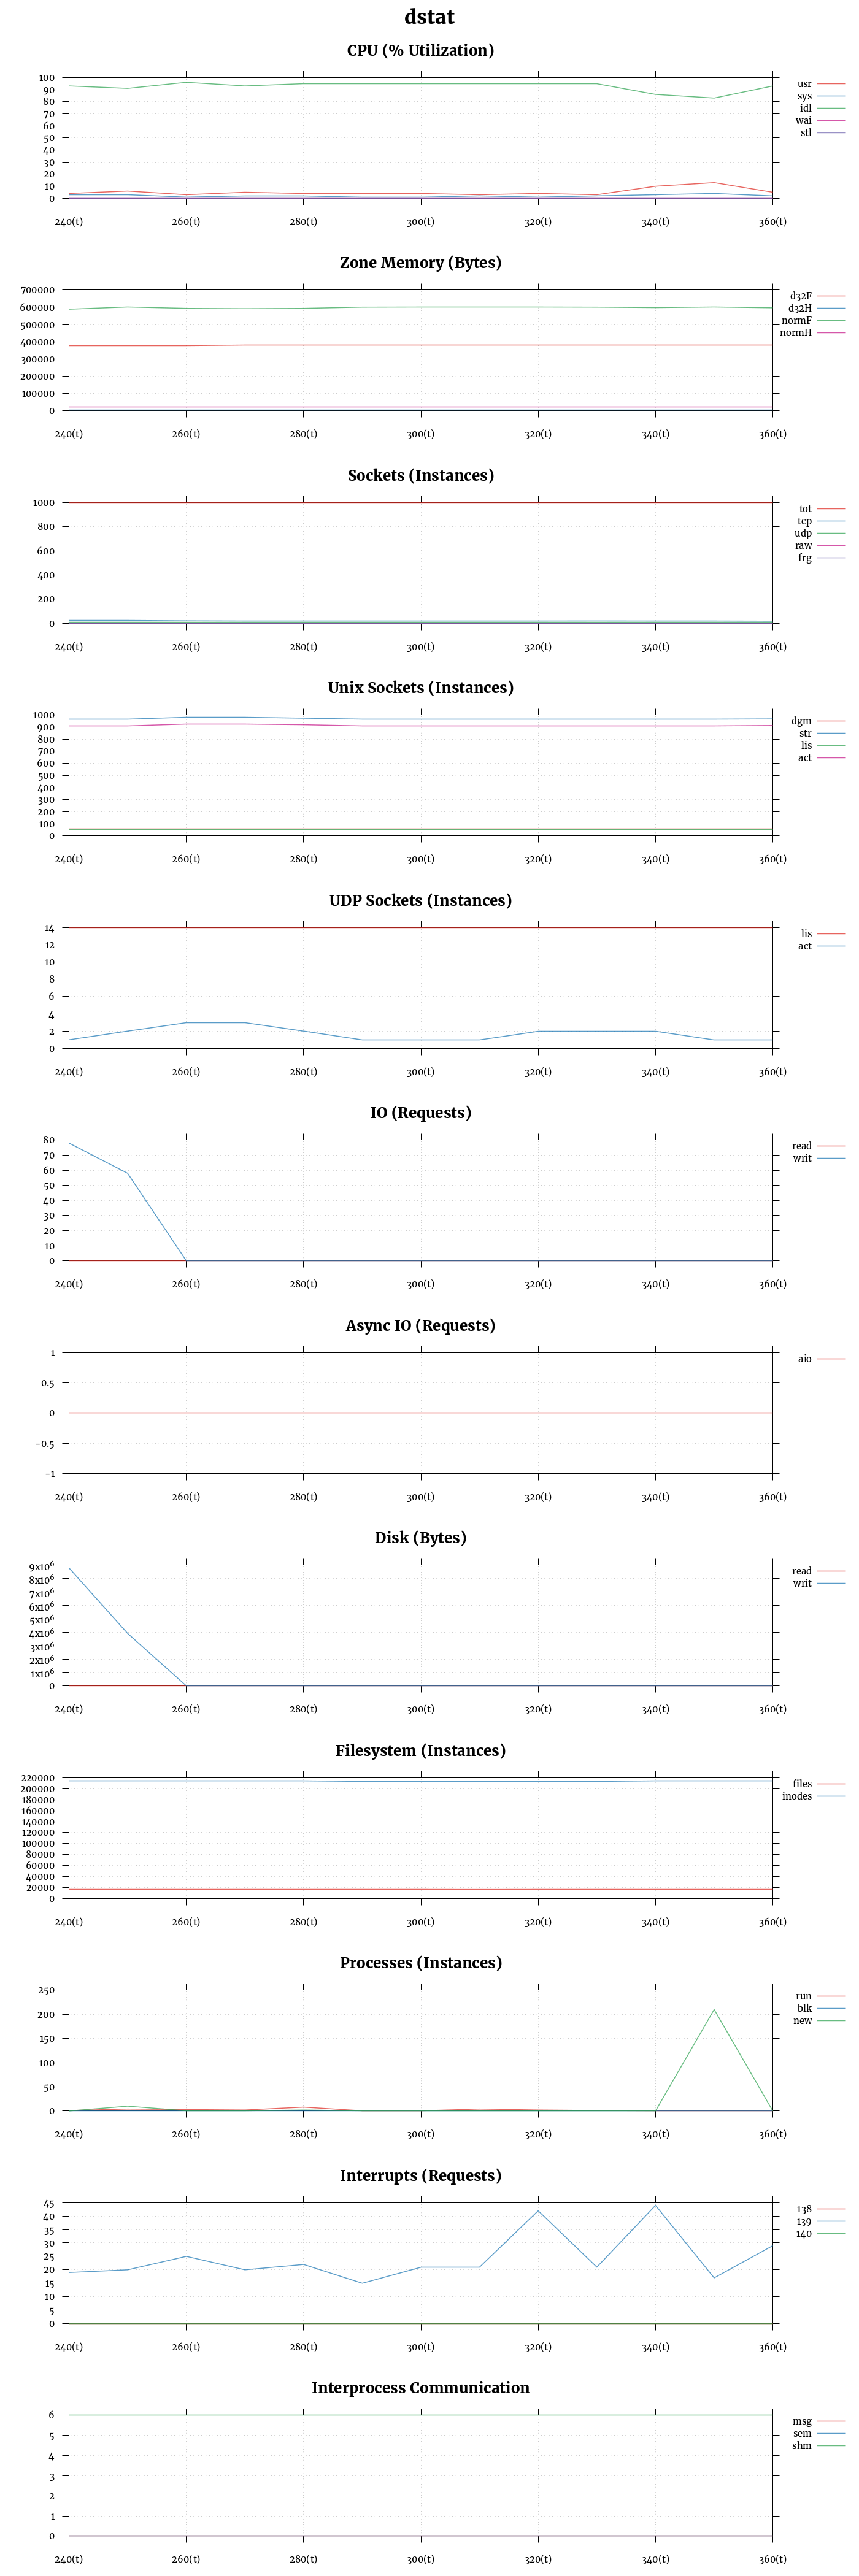 dstat
CPU (% Utilization)
100
90
80
70
60
50
40
30
20
10
0
240(t) 260(t) 280(t) 300(t) 320(t) 340(t) 360(t)
usr
sys
idl
wai
stl
Zone Memory (Bytes)
700000
600000
500000
400000
300000
200000
100000
0
240(t) 260(t) 280(t) 300(t) 320(t) 340(t) 360(t)
d32F
d32H
normF
normH
Sockets (Instances)
1000
800
600
400
200
0
240(t) 260(t) 280(t) 300(t) 320(t) 340(t) 360(t)
tot
tcp
udp
raw
frg
Unix Sockets (Instances)
1000
900
800
700
600
500
400
300
200
100
0
240(t) 260(t) 280(t) 300(t) 320(t) 340(t) 360(t)
dgm
str
lis
act
UDP Sockets (Instances)
14
12
10
8
6
4
2
0
240(t) 260(t) 280(t) 300(t) 320(t) 340(t) 360(t)
lis
act
IO (Requests)
80
70
60
50
40
30
20
10
0
240(t) 260(t) 280(t) 300(t) 320(t) 340(t) 360(t)
read
writ
Async IO (Requests)
1
0.5
0
-0.5
-1
240(t) 260(t) 280(t) 300(t) 320(t) 340(t) 360(t)
aio
Disk (Bytes)
9x10⁶
8x10⁶
7x10⁶
6x10⁶
5x10⁶
4x10⁶
3x10⁶
2x10⁶
1x10⁶
0
240(t) 260(t) 280(t) 300(t) 320(t) 340(t) 360(t)
read
writ
Filesystem (Instances)
220000
200000
180000
160000
140000
120000
100000
80000
60000
40000
20000
0
240(t) 260(t) 280(t) 300(t) 320(t) 340(t) 360(t)
files
inodes
Processes (Instances)
250
200
150
100
50
0
240(t) 260(t) 280(t) 300(t) 320(t) 340(t) 360(t)
run
blk
new
Interrupts (Requests)
45
40
35
30
25
20
15
10
5
0
240(t) 260(t) 280(t) 300(t) 320(t) 340(t) 360(t)
138
139
140
Interprocess Communication
6
5
4
3
2
1
0
240(t) 260(t) 280(t) 300(t) 320(t) 340(t) 360(t)
msg
sem
shm